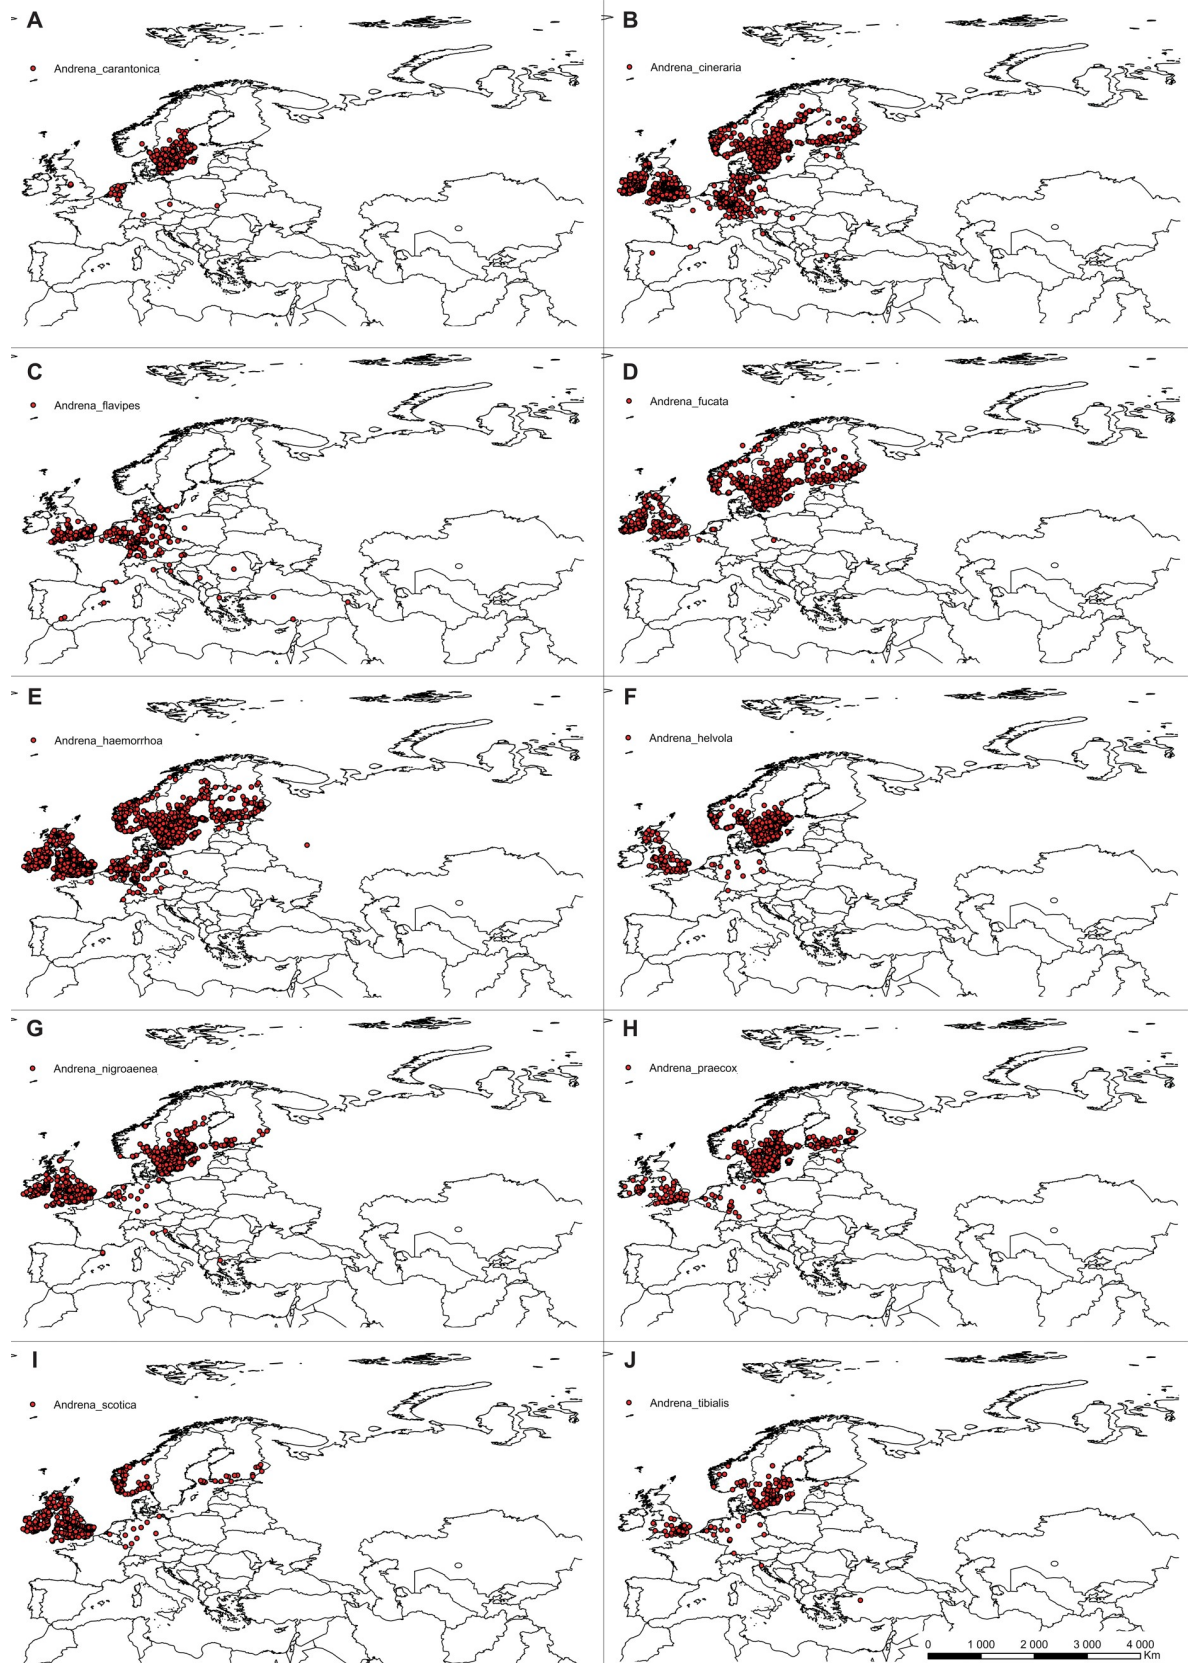 A
Andrena_carantonica
B
Andrena_cineraria
C
Andrena_flavipes
D
Andrena_fucata
E
Andrena_haemorrhoa
F
Andrena_helvola
G
Andrena_nigroaenea
H
Andrena_praecox
I
Andrena_scotica
J
Andrena_tibialis
0 1 000 2 000 3 000 4 000
Km